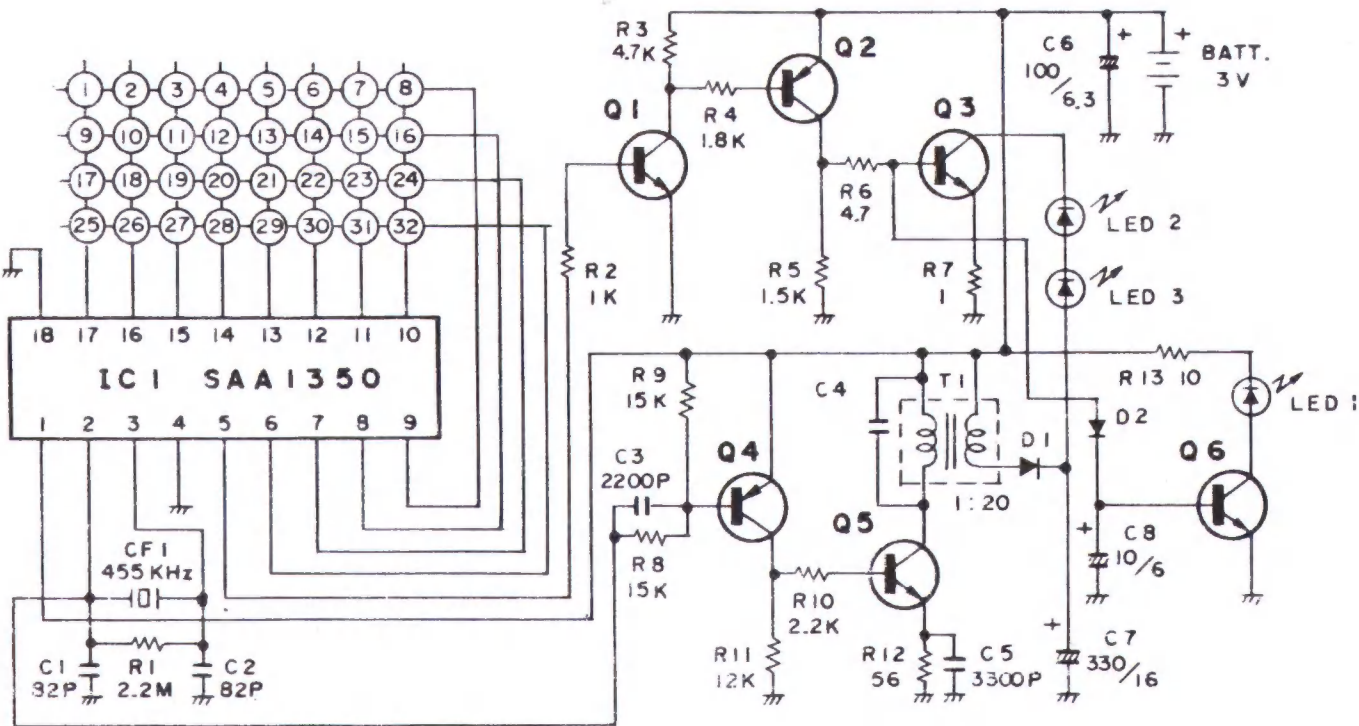 R3
4.7K
Q2
C6
100/6.3
+
+
BATT.
3V
1 2 3 4 5 6 7 8
9 10 11 12 13 14 15 16
17 18 19 20 21 22 23 24
25 26 27 28 29 30 31 32
Q1
R4
1.8K
Q3
R6
4.7
LED 2
R2
1K
R5
1.5K
R7
1
LED 3
18 17 16 15 14 13 12 11 10
IC1 SAA1350
1 2 3 4 5 6 7 8 9
R9
15K
C4
T1
R13 10
LED 1
D2
D1
C3
2200P
Q4
1:20
Q6
Q5
+
C8
10/6
CF1
455KHz
R8
15K
R10
2.2K
+
C7
330/16
C1
82P
R1
2.2M
C2
82P
R11
12K
R12
56
C5
3300P